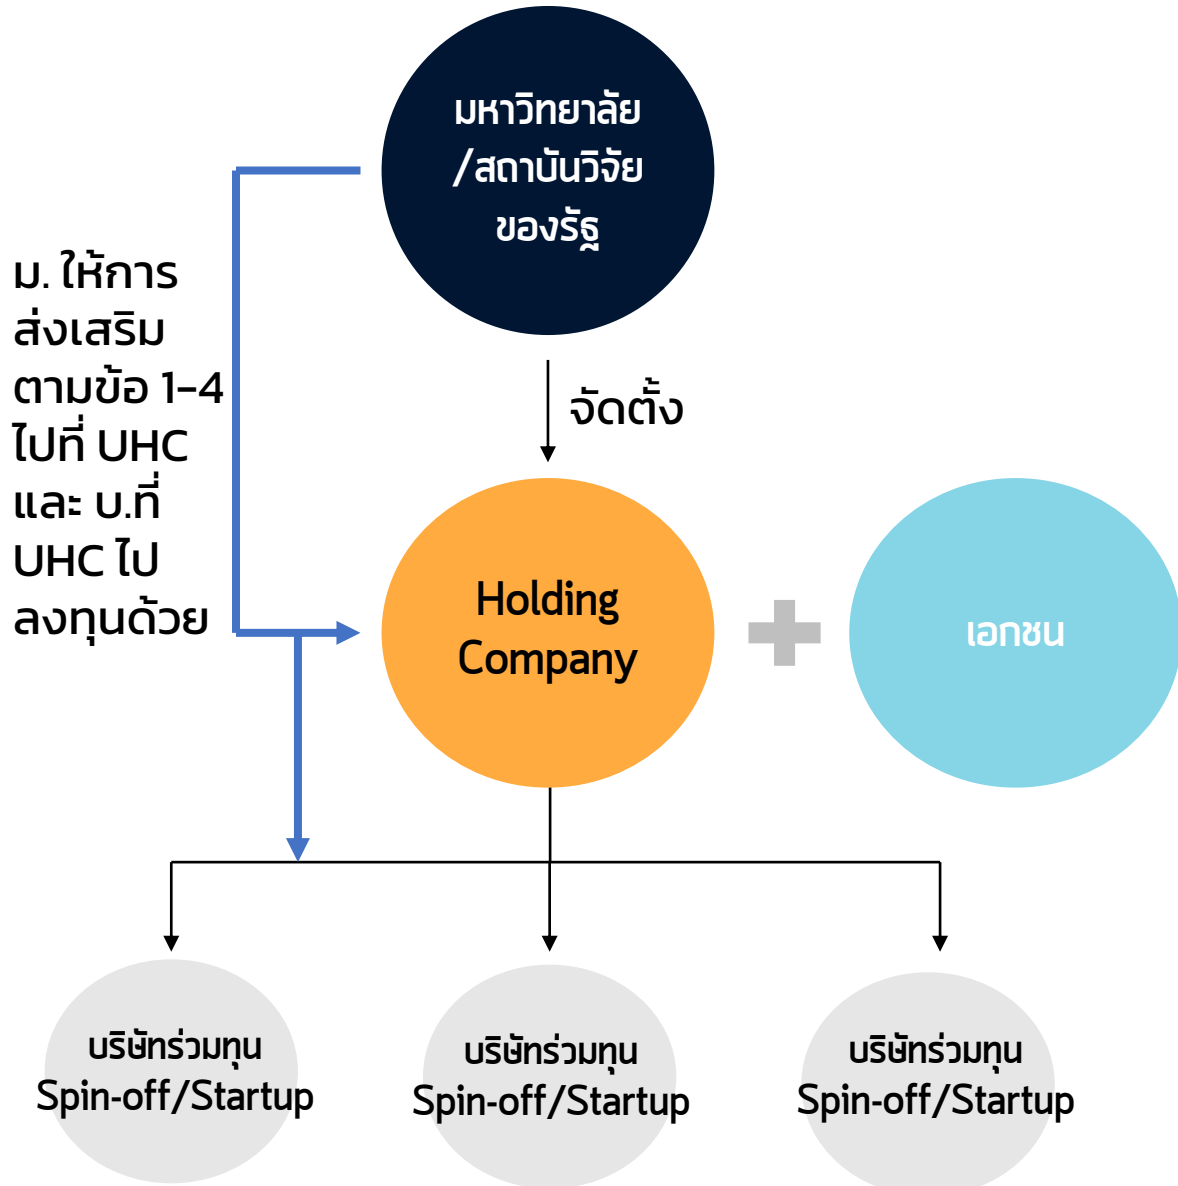 มหาวิทยาลัย
/สถาบันวิจัย
ของรัฐ
ม. ให้การ
ส่งเสริม
ตามข้อ 1-4
ไปที่ UHC
และ บ.ที่
UHC ไป
ลงทุนด้วย
จัดตั้ง
Holding
Company
เอกชน
บริษัทร่วมทุน
Spin-off/Startup
บริษัทร่วมทุน
Spin-off/Startup
บริษัทร่วมทุน
Spin-off/Startup